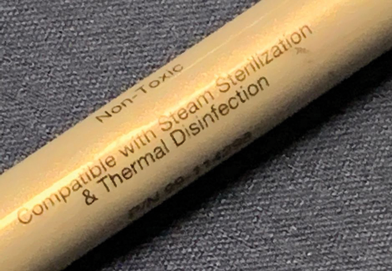 Non-Toxic
Compatible with Steam Sterilization
& Thermal Disinfection
P/N